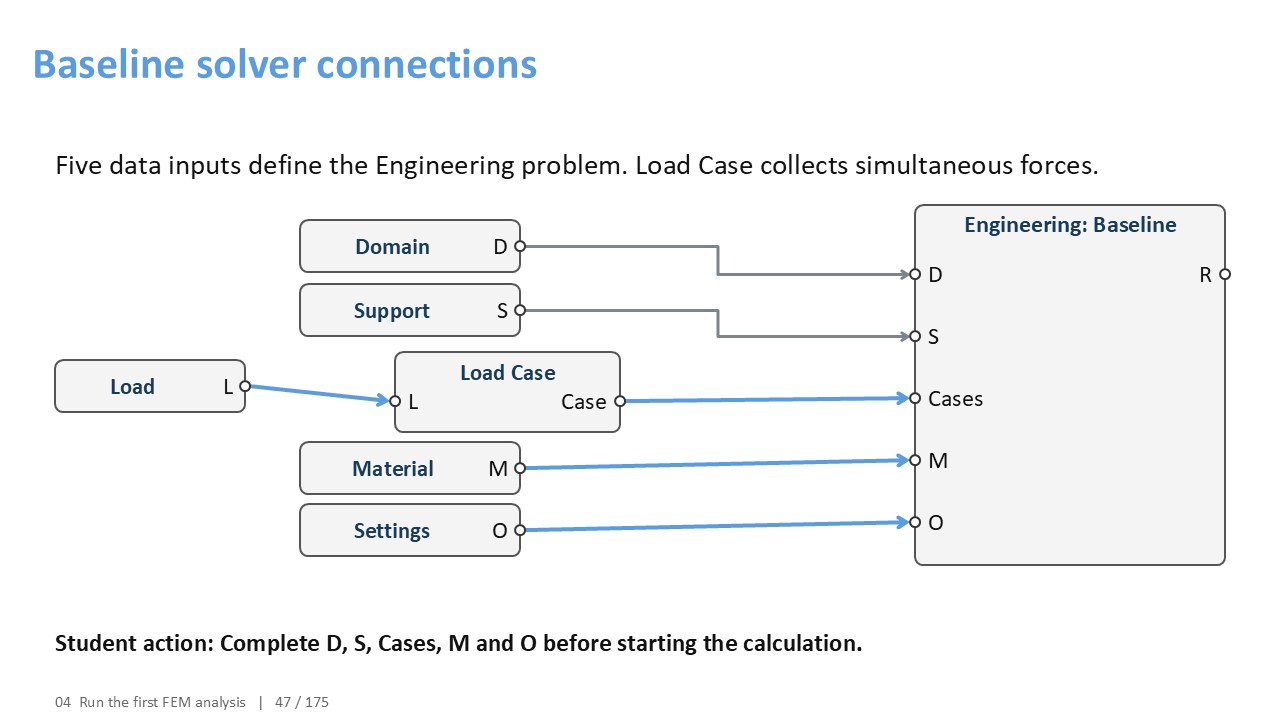 Baseline solver connections
Five data inputs define the Engineering problem. Load Case collects simultaneous forces.
Domain D
Support S
Load L
Load Case
L Case
Material M
Settings O
Engineering: Baseline
D R
S
Cases
M
O
Student action: Complete D, S, Cases, M and O before starting the calculation.
04 Run the first FEM analysis | 47 / 175